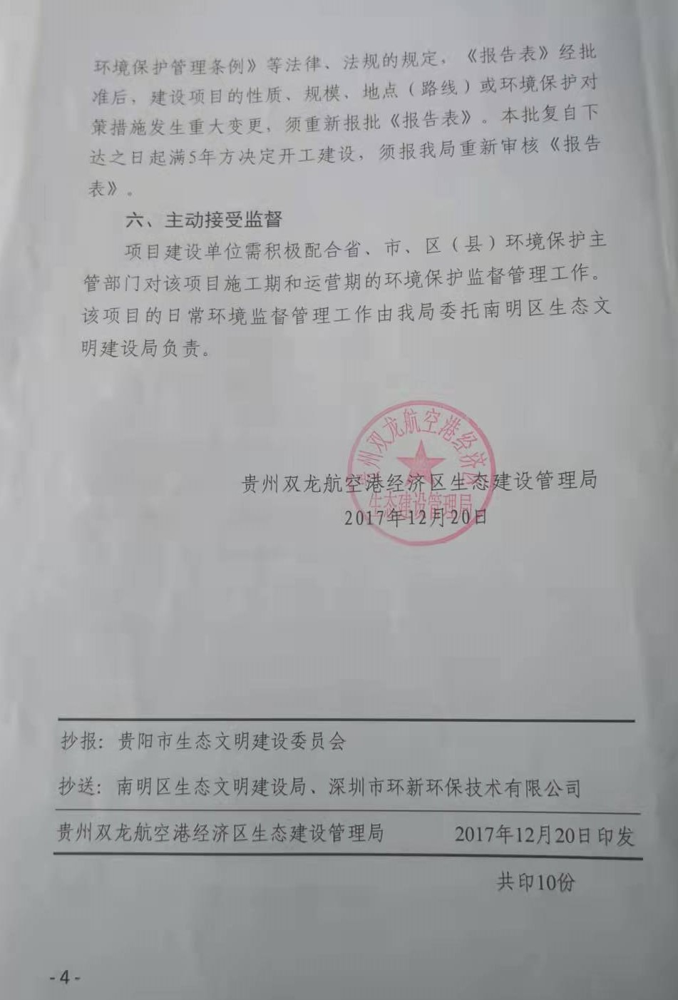 环境保护管理条例》等法律、法规的规定，《报告表》经批
准后，建设项目的性质、规模、地点（路线）或环境保护对
策措施发生重大变更，须重新报批《报告表》。本批复自下
达之日起满5年方决定开工建设，须报我局重新审核《报告
表》。
六、主动接受监督
项目建设单位需积极配合省、市、区（县）环境保护主
管部门对该项目施工期和运营期的环境保护监督管理工作。
该项目的日常环境监督管理工作由我局委托南明区生态文
明建设局负责。
贵州双龙航空港经济区
生态建设管理局
贵州双龙航空港经济区生态建设管理局
2017年12月20日
抄报：贵阳市生态文明建设委员会
抄送：南明区生态文明建设局、深圳市环新环保技术有限公司
贵州双龙航空港经济区生态建设管理局 2017年12月20日印发
共印10份
-4-